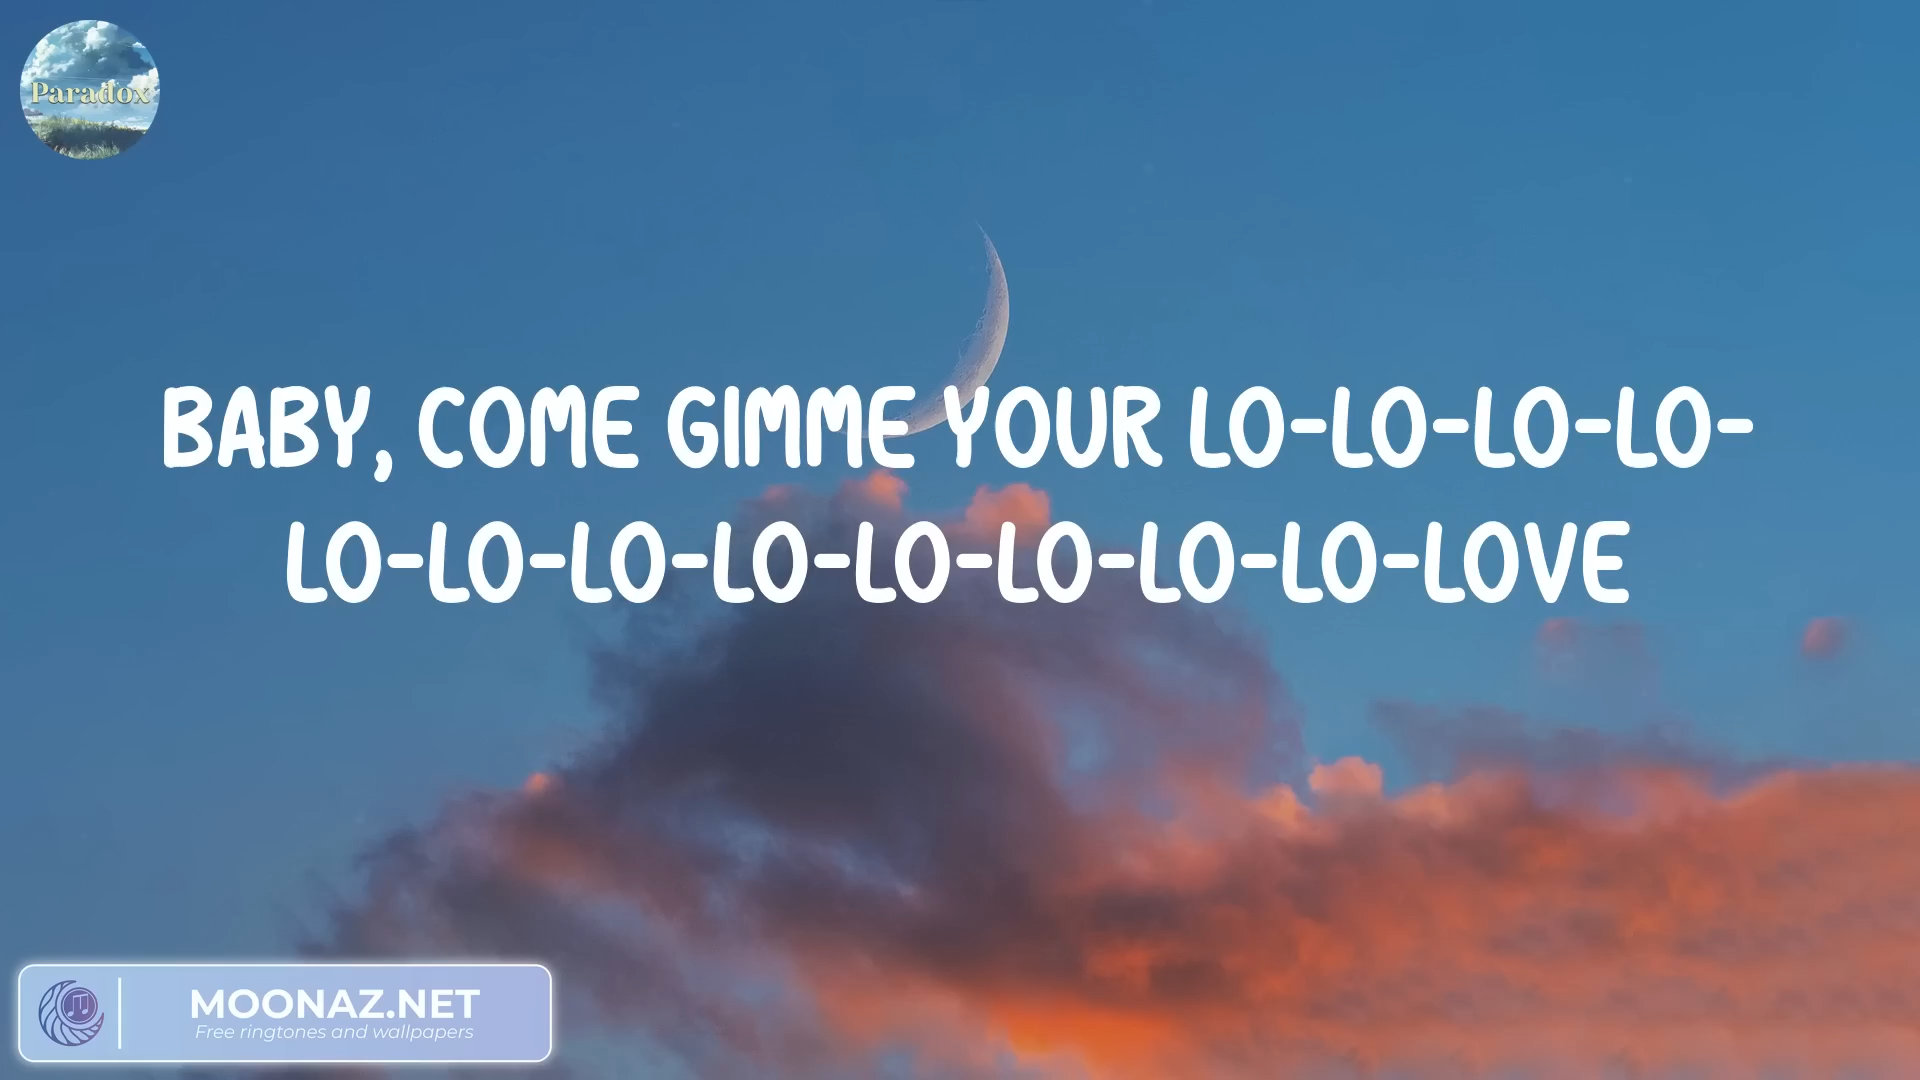 Paradox
BABY, COME GIMME YOUR LO-LO-LO-LO-
LO-LO-LO-LO-LO-LO-LO-LO-LOVE
MOONAZ.NET
Free ringtones and wallpapers